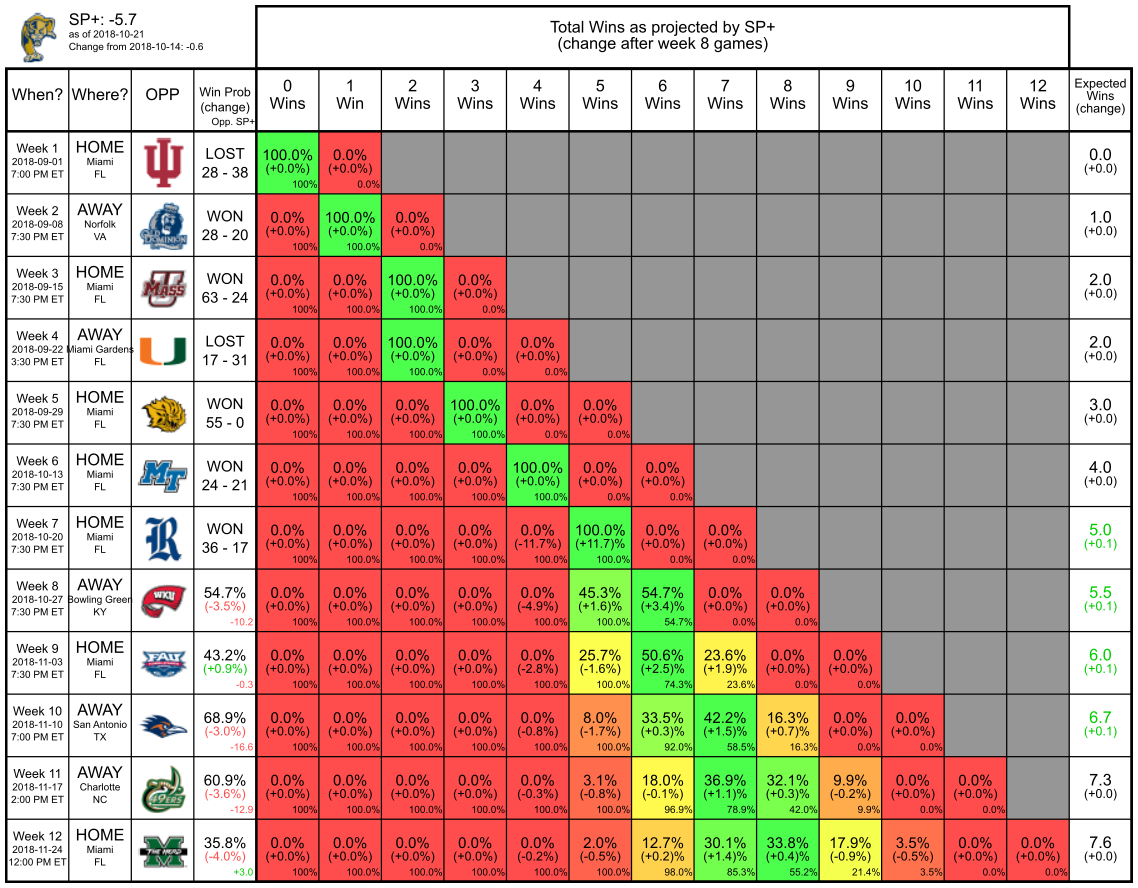 SP+: -5.7
as of 2018-10-21
Change from 2018-10-14: -0.6
Total Wins as projected by SP+
(change after week 8 games)
When? Where? OPP Win Prob (change) Opp. SP+ 0 Wins 1 Win 2 Wins 3 Wins 4 Wins 5 Wins 6 Wins 7 Wins 8 Wins 9 Wins 10 Wins 11 Wins 12 Wins Expected Wins (change)
Week 1 HOME LOST 100.0% 0.0% 0.0
2018-09-01 Miami (+0.0%) (+0.0%) (+0.0)
7:00 PM ET FL 28 - 38 100% 0.0%
Week 2 AWAY WON 0.0% 100.0% 0.0% 1.0
2018-09-08 Norfolk OLD DOMINION (+0.0%) (+0.0%) (+0.0%) (+0.0)
7:30 PM ET VA 28 - 20 100% 100.0% 0.0%
Week 3 HOME WON 0.0% 0.0% 100.0% 0.0% 2.0
2018-09-15 Miami MASS (+0.0%) (+0.0%) (+0.0%) (+0.0%) (+0.0)
7:30 PM ET FL 63 - 24 100% 100.0% 100.0% 0.0%
Week 4 AWAY LOST 0.0% 0.0% 100.0% 0.0% 0.0% 2.0
2018-09-22 Miami Gardens U (+0.0%) (+0.0%) (+0.0%) (+0.0%) (+0.0%) (+0.0)
3:30 PM ET FL 17 - 31 100% 100.0% 100.0% 0.0% 0.0%
Week 5 HOME WON 0.0% 0.0% 0.0% 100.0% 0.0% 0.0% 3.0
2018-09-29 Miami (+0.0%) (+0.0%) (+0.0%) (+0.0%) (+0.0%) (+0.0%) (+0.0)
7:30 PM ET FL 55 - 0 100% 100.0% 100.0% 100.0% 0.0% 0.0%
Week 6 HOME WON 0.0% 0.0% 0.0% 0.0% 100.0% 0.0% 0.0% 4.0
2018-10-13 Miami MT (+0.0%) (+0.0%) (+0.0%) (+0.0%) (+0.0%) (+0.0%) (+0.0%) (+0.0)
7:30 PM ET FL 24 - 21 100% 100.0% 100.0% 100.0% 100.0% 0.0% 0.0%
Week 7 HOME WON 0.0% 0.0% 0.0% 0.0% 0.0% 100.0% 0.0% 0.0% 5.0
2018-10-20 Miami R (+0.0%) (+0.0%) (+0.0%) (+0.0%) (-11.7%) (+11.7)% (+0.0%) (+0.0%) (+0.1)
7:30 PM ET FL 36 - 17 100% 100.0% 100.0% 100.0% 100.0% 100.0% 0.0% 0.0%
Week 8 AWAY 54.7% 0.0% 0.0% 0.0% 0.0% 0.0% 45.3% 54.7% 0.0% 0.0% 5.5
2018-10-27 Bowling Green WKU (-3.5%) (+0.0%) (+0.0%) (+0.0%) (+0.0%) (-4.9%) (+1.6)% (+3.4%) (+0.0%) (+0.0%) (+0.1)
7:30 PM ET KY -10.2 100% 100.0% 100.0% 100.0% 100.0% 100.0% 54.7% 0.0% 0.0%
Week 9 HOME 43.2% 0.0% 0.0% 0.0% 0.0% 0.0% 25.7% 50.6% 23.6% 0.0% 0.0% 6.0
2018-11-03 Miami FAU (+0.9%) (+0.0%) (+0.0%) (+0.0%) (+0.0%) (-2.8%) (-1.6%) (+2.5%) (+1.9%) (+0.0%) (+0.0%) (+0.1)
7:30 PM ET FL -0.3 100% 100.0% 100.0% 100.0% 100.0% 100.0% 74.3% 23.6% 0.0% 0.0%
Week 10 AWAY 68.9% 0.0% 0.0% 0.0% 0.0% 0.0% 8.0% 33.5% 42.2% 16.3% 0.0% 0.0% 6.7
2018-11-10 San Antonio (-3.0%) (+0.0%) (+0.0%) (+0.0%) (+0.0%) (-0.8%) (-1.7%) (+0.3%) (+1.5%) (+0.7%) (+0.0%) (+0.0%) (+0.1)
7:00 PM ET TX -16.6 100% 100.0% 100.0% 100.0% 100.0% 100.0% 92.0% 58.5% 16.3% 0.0% 0.0%
Week 11 AWAY 60.9% 0.0% 0.0% 0.0% 0.0% 0.0% 3.1% 18.0% 36.9% 32.1% 9.9% 0.0% 0.0% 7.3
2018-11-17 Charlotte 49ERS (-3.6%) (+0.0%) (+0.0%) (+0.0%) (+0.0%) (-0.3%) (-0.8%) (-0.1%) (+1.1%) (+0.3%) (-0.2%) (+0.0%) (+0.0%) (+0.0)
2:00 PM ET NC -12.9 100% 100.0% 100.0% 100.0% 100.0% 100.0% 96.9% 78.9% 42.0% 9.9% 0.0% 0.0%
Week 12 HOME 35.8% 0.0% 0.0% 0.0% 0.0% 0.0% 2.0% 12.7% 30.1% 33.8% 17.9% 3.5% 0.0% 0.0% 7.6
2018-11-24 Miami THE HERD (-4.0%) (+0.0%) (+0.0%) (+0.0%) (+0.0%) (-0.2%) (-0.5%) (+0.2%) (+1.4%) (+0.4%) (-0.9%) (-0.5%) (+0.0%) (+0.0%) (+0.0)
12:00 PM ET FL +3.0 100% 100.0% 100.0% 100.0% 100.0% 100.0% 98.0% 85.3% 55.2% 21.4% 3.5% 0.0% 0.0%